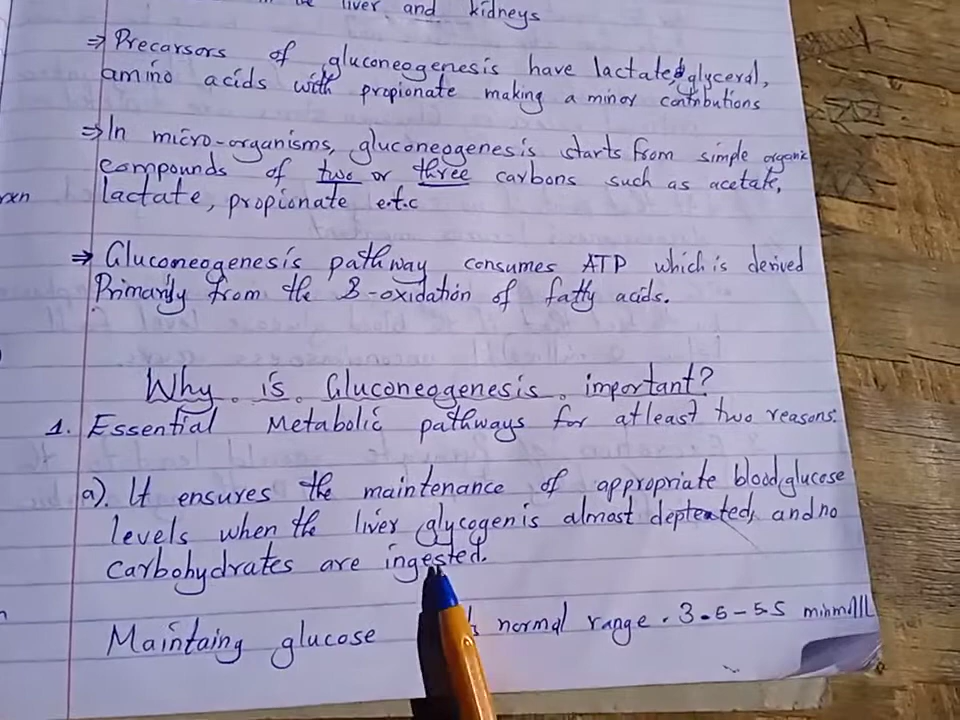 liver and kidneys
⇒ Precarsors of gluconeogenesis have lactate, glyceral,
amino acids with propionate making a minor contributions
⇒ In micro-organisms, gluconeogenesis starts from simple organic
compounds of two or three carbons such as acetate,
rxn
lactate, propionate e.t.c
⇒ Gluconeogenesis pathway consumes ATP which is derived
Primarily from the B-oxidation of fatty acids.
Why is Gluconeogenesis important?
1. Essential Metabolic pathways for atleast two reasons:
a). It ensures the maintenance of appropriate blood glucose
levels when the liver glycogen is almost depleated, and no
carbohydrates are ingested.
Maintaing glucose normal range. 3.5-5.5